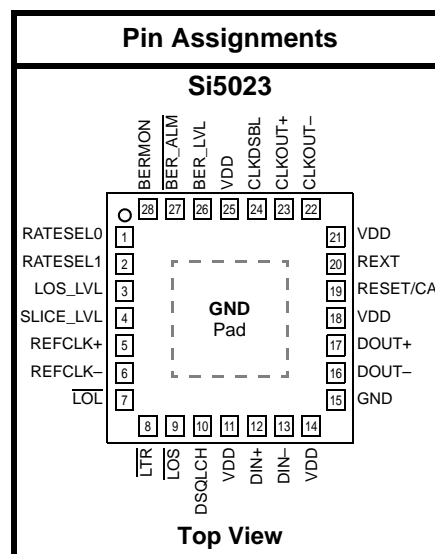 Pin Assignments
Si5023
BERMON
BER_ALM
BER_LVL
VDD
CLKDSBL
CLKOUT+
CLKOUT–
28 27 26 25 24 23 22
RATESEL0 1
RATESEL1 2
LOS_LVL 3
SLICE_LVL 4
REFCLK+ 5
REFCLK– 6
LOL 7
GND
Pad
21 VDD
20 REXT
19 RESET/CA
18 VDD
17 DOUT+
16 DOUT–
15 GND
8 9 10 11 12 13 14
LTR
LOS
DSQLCH
VDD
DIN+
DIN–
VDD
Top View